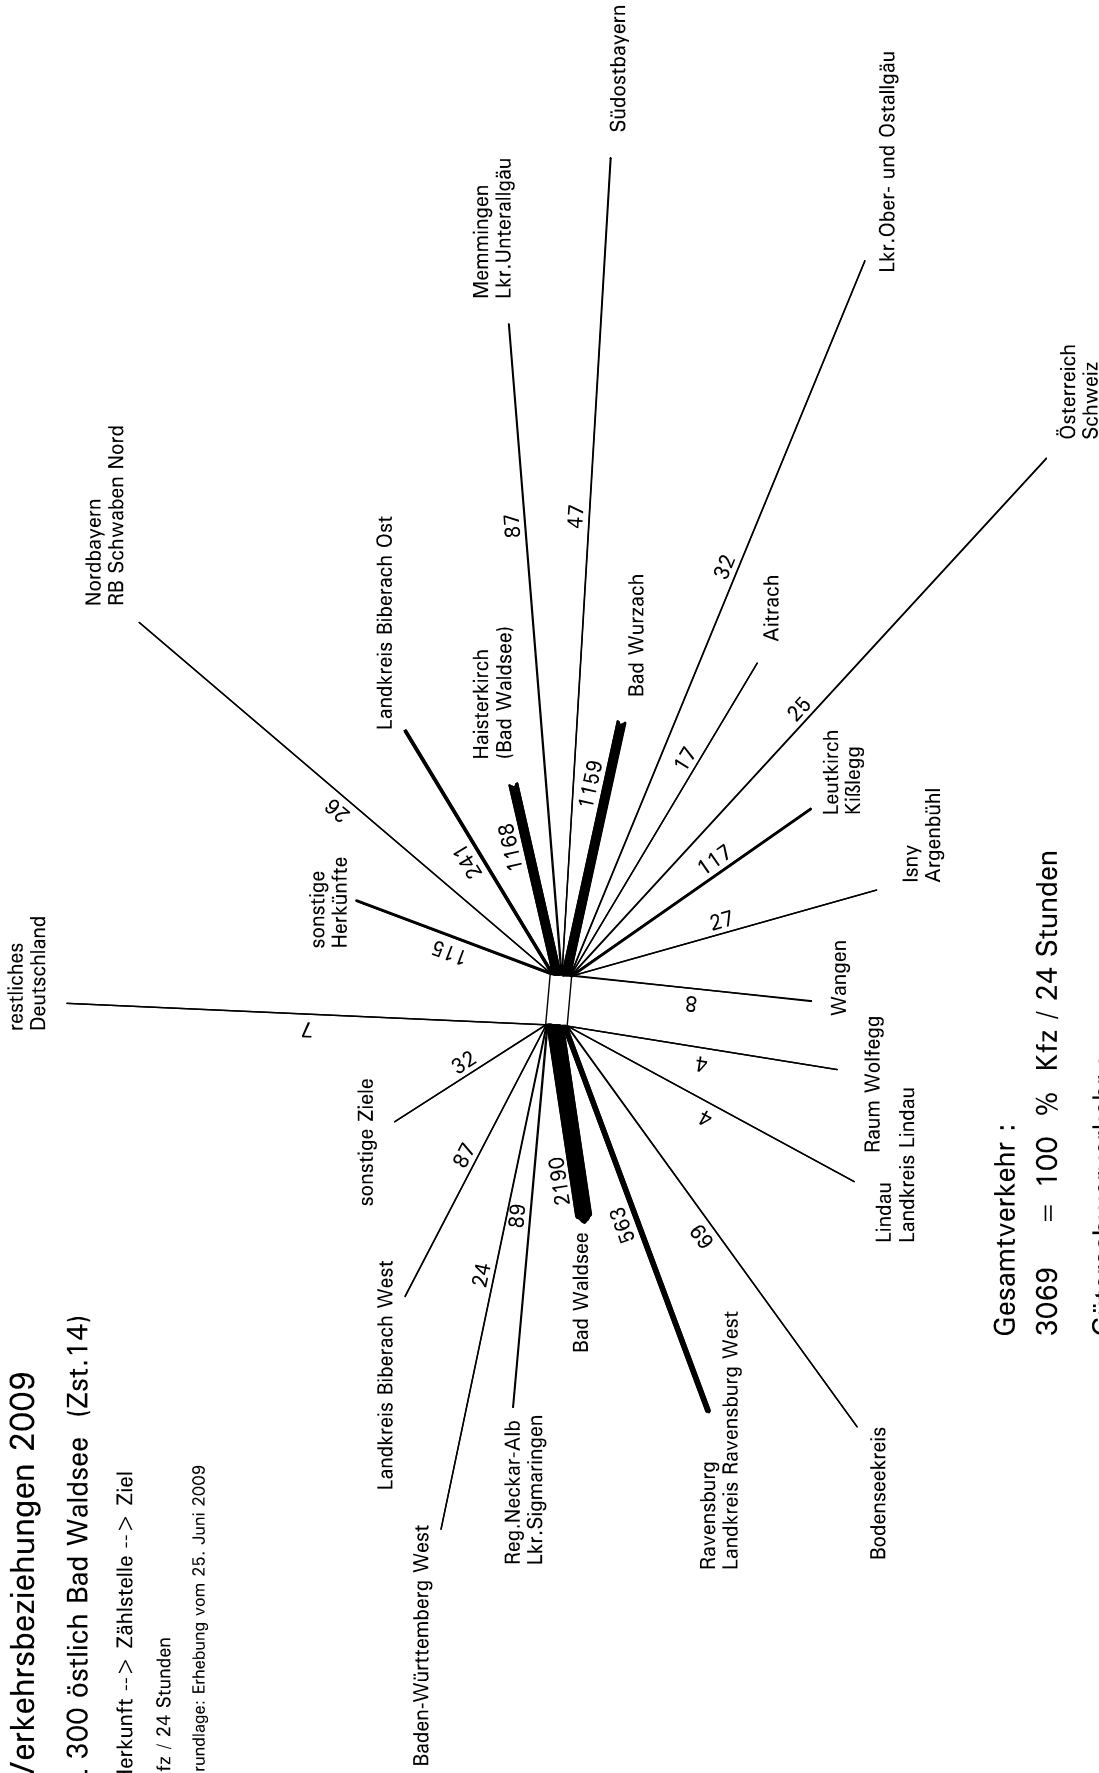 Verkehrsbeziehungen 2009
300 östlich Bad Waldsee (Zst.14)
Herkunft --> Zählstelle --> Ziel
Kfz / 24 Stunden
Grundlage: Erhebung vom 25. Juni 2009
restliches
Deutschland
7
sonstige
Herkünfte
115
Nordbayern
RB Schwaben Nord
26
Landkreis Biberach Ost
241
Haisterkirch
(Bad Waldsee)
1168
Memmingen
Lkr.Unterallgäu
87
Südostbayern
47
Bad Wurzach
1159
Lkr.Ober- und Ostallgäu
32
Aitrach
17
Österreich
Schweiz
25
Leutkirch
Kißlegg
117
Isny
Argenbühl
27
Wangen
8
Raum Wolfegg
4
Lindau
Landkreis Lindau
4
Bodenseekreis
69
Ravensburg
Landkreis Ravensburg West
563
Bad Waldsee
2190
Reg.Neckar-Alb
Lkr.Sigmaringen
89
Baden-Württemberg West
24
Landkreis Biberach West
87
sonstige Ziele
32
Gesamtverkehr :
3069 = 100 % Kfz / 24 Stunden